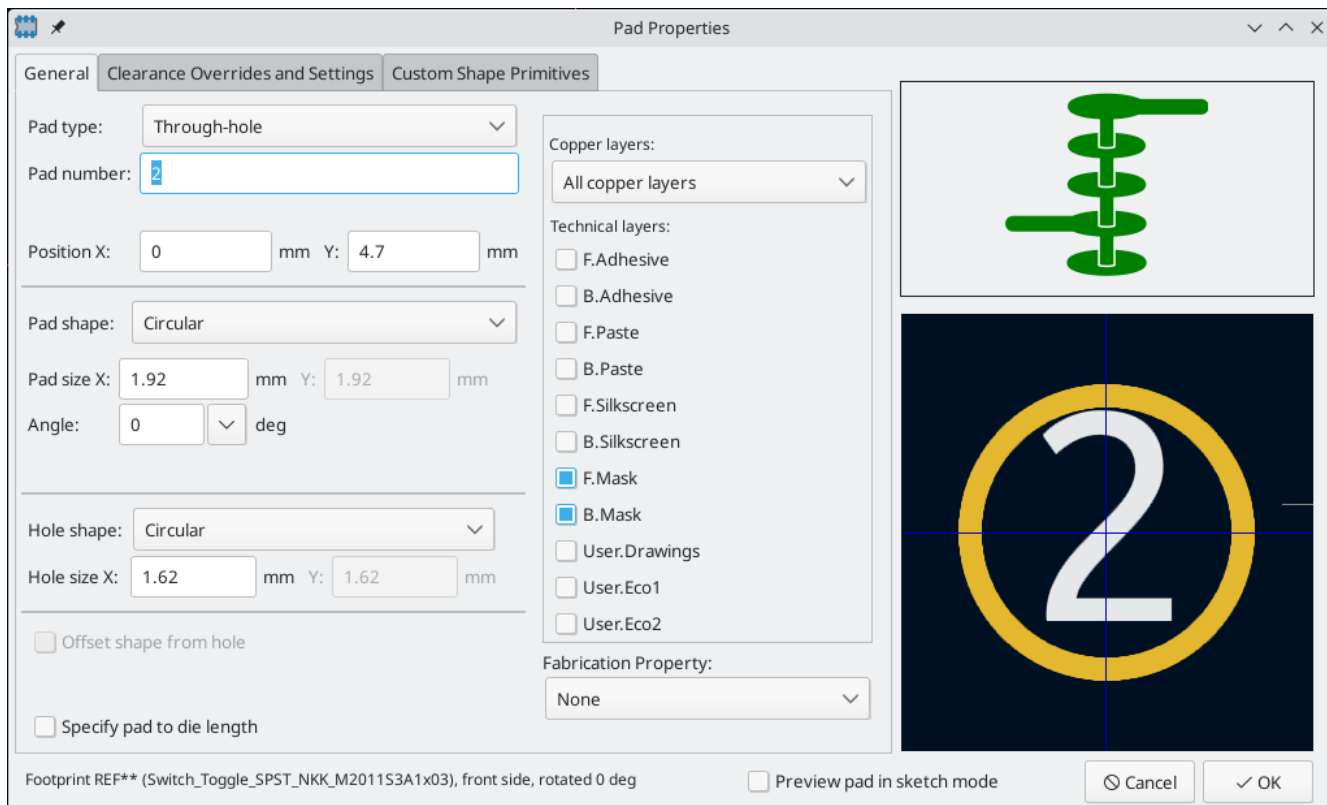 Pad Properties
General Clearance Overrides and Settings Custom Shape Primitives
Pad type: Through-hole
Pad number: 2
Position X: 0 mm Y: 4.7 mm
Pad shape: Circular
Pad size X: 1.92 mm Y: 1.92 mm
Angle: 0 deg
Hole shape: Circular
Hole size X: 1.62 mm Y: 1.62 mm
Offset shape from hole
Specify pad to die length
Copper layers:
All copper layers
Technical layers:
F.Adhesive
B.Adhesive
F.Paste
B.Paste
F.Silkscreen
B.Silkscreen
F.Mask
B.Mask
User.Drawings
User.Eco1
User.Eco2
Fabrication Property:
None
2
Footprint REF** (Switch_Toggle_SPST_NKK_M2011S3A1x03), front side, rotated 0 deg
Preview pad in sketch mode
Cancel
OK